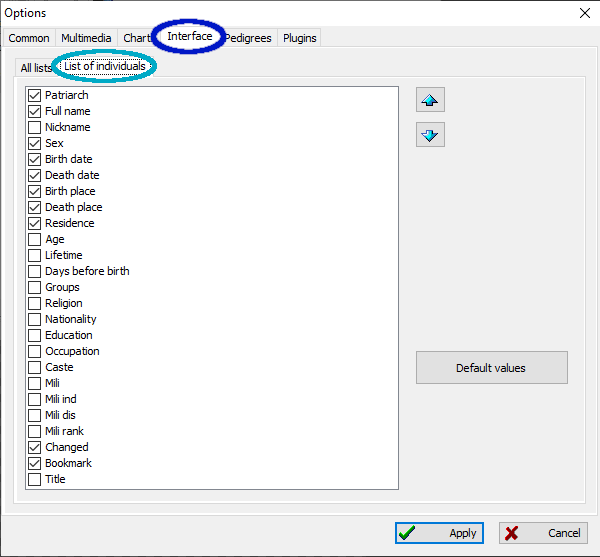 Options
Common Multimedia Charts Interface Pedigrees Plugins
All lists List of individuals
Patriarch
Full name
Nickname
Sex
Birth date
Death date
Birth place
Death place
Residence
Age
Lifetime
Days before birth
Groups
Religion
Nationality
Education
Occupation
Caste
Mili
Mili ind
Mili dis
Mili rank
Changed
Bookmark
Title
Default values
Apply Cancel